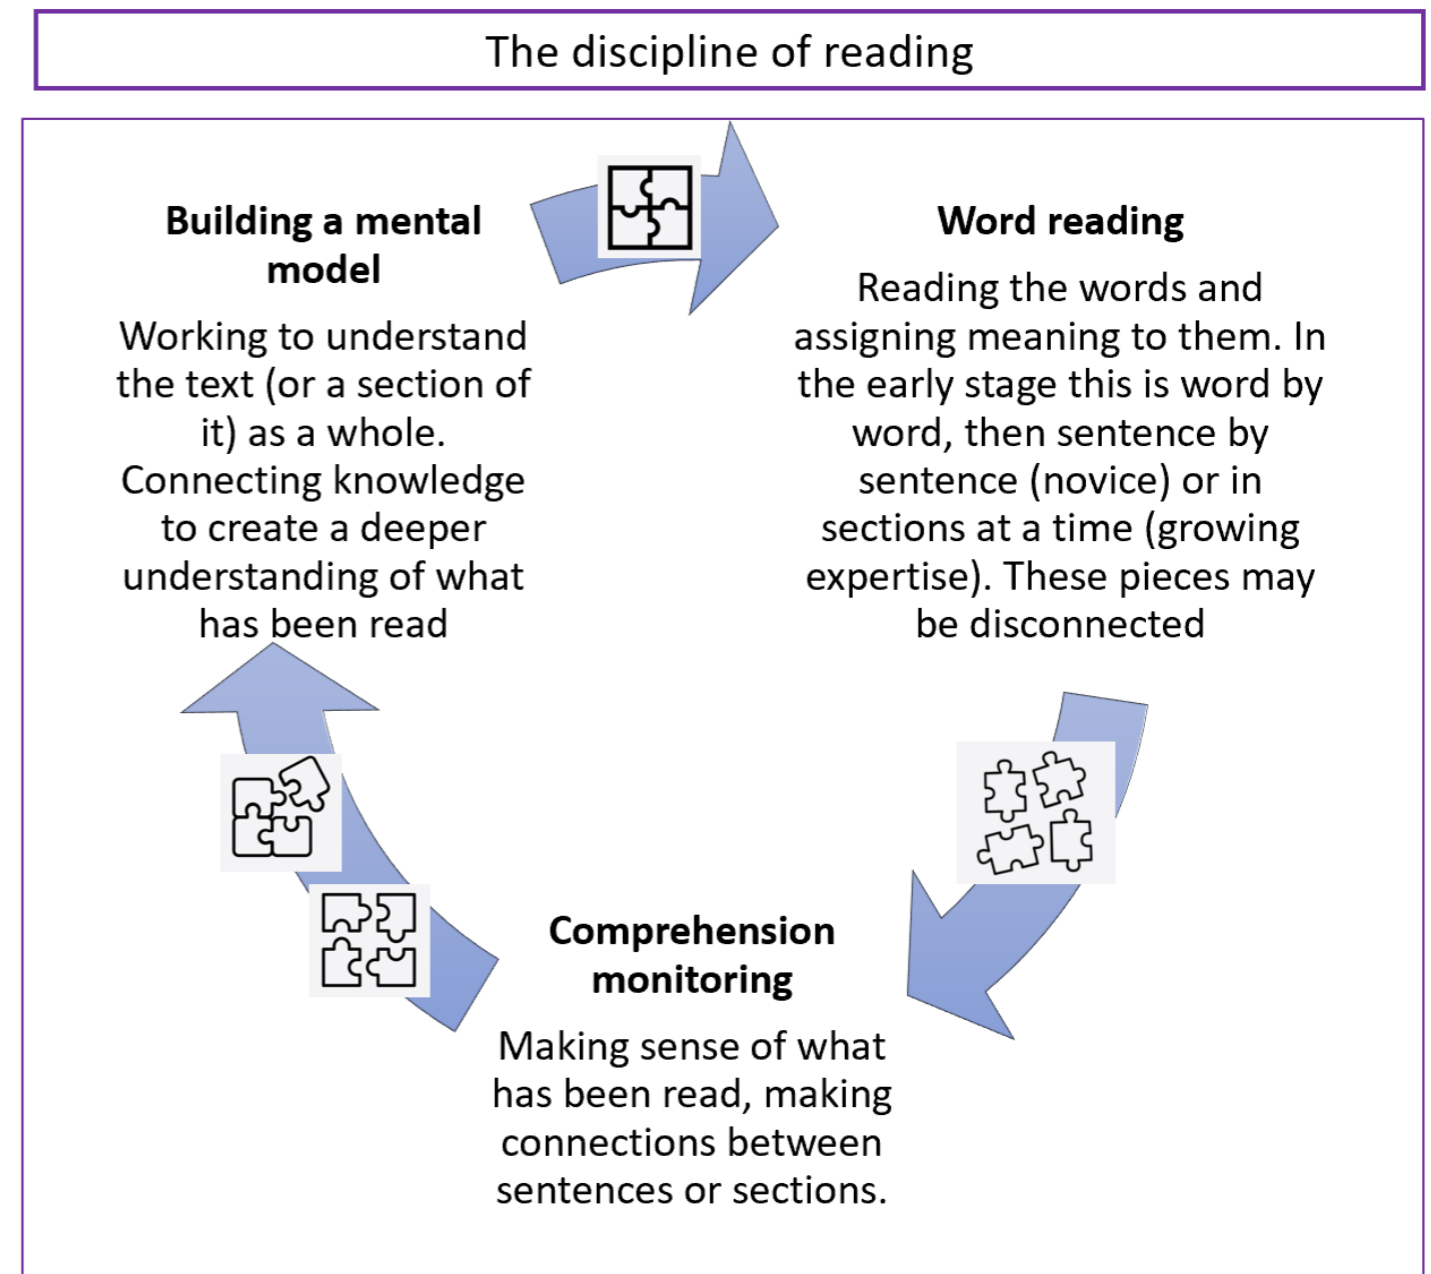 The discipline of reading
Building a mental
model
Working to understand
the text (or a section of
it) as a whole.
Connecting knowledge
to create a deeper
understanding of what
has been read
Word reading
Reading the words and
assigning meaning to them. In
the early stage this is word by
word, then sentence by
sentence (novice) or in
sections at a time (growing
expertise). These pieces may
be disconnected
Comprehension
monitoring
Making sense of what
has been read, making
connections between
sentences or sections.